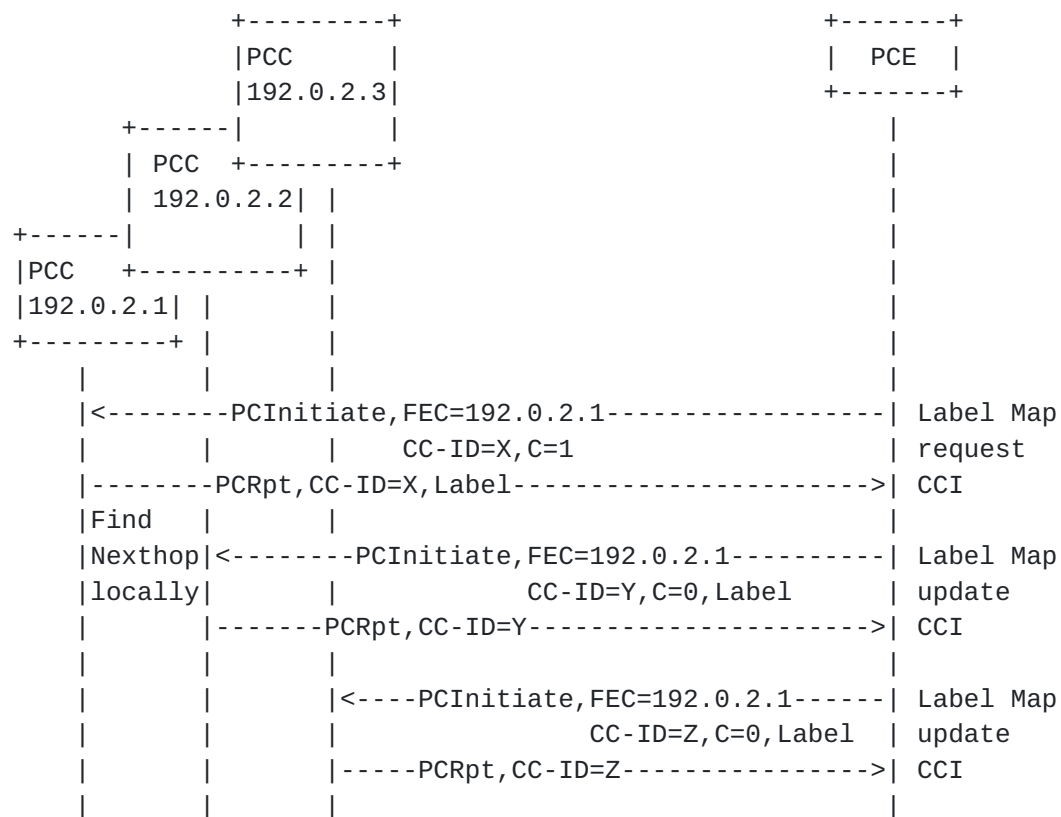 PCC PCE
192.0.2.3
PCC
192.0.2.2
PCC
192.0.2.1
<--------PCInitiate,FEC=192.0.2.1------------------ Label Map
CC-ID=X,C=1 request
--------PCRpt,CC-ID=X,Label-----------------------> CCI
Find
Nexthop <--------PCInitiate,FEC=192.0.2.1---------- Label Map
locally CC-ID=Y,C=0,Label update
-------PCRpt,CC-ID=Y----------------------> CCI
<----PCInitiate,FEC=192.0.2.1------ Label Map
CC-ID=Z,C=0,Label update
-----PCRpt,CC-ID=Z----------------> CCI